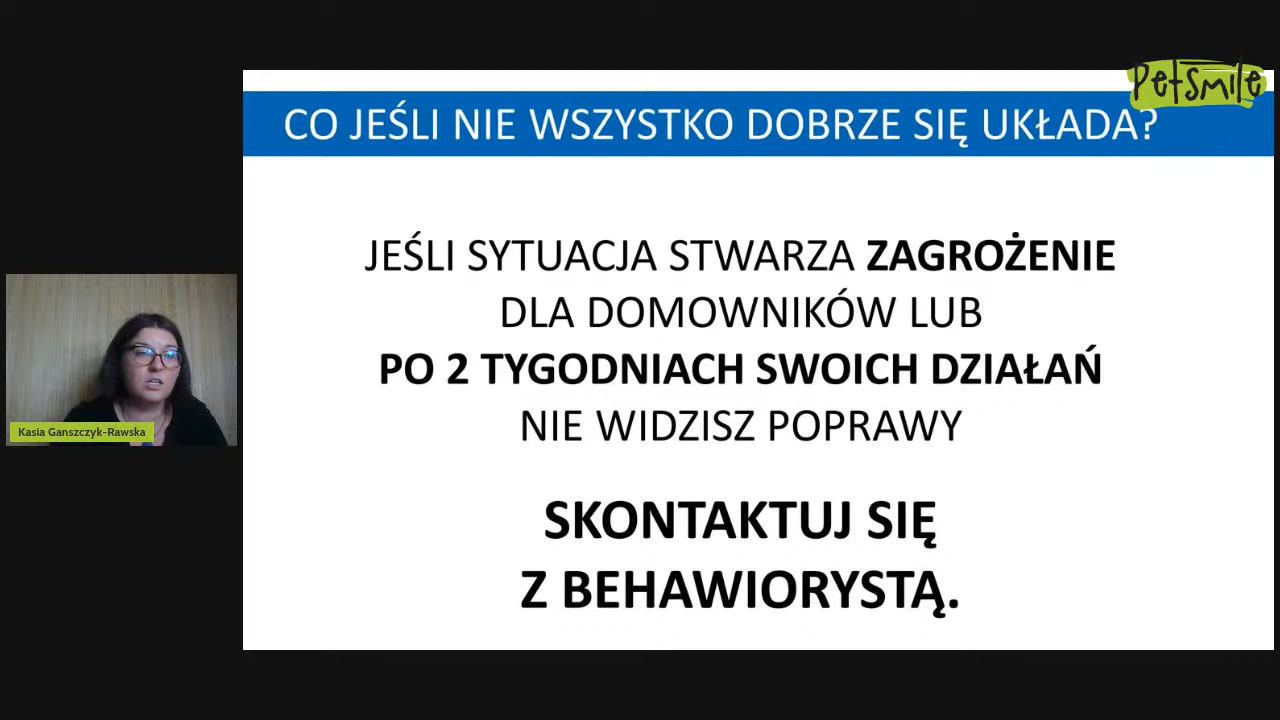 PetSmile
CO JEŚLI NIE WSZYSTKO DOBRZE SIĘ UKŁADA?
JEŚLI SYTUACJA STWARZA ZAGROŻENIE
DLA DOMOWNIKÓW LUB
PO 2 TYGODNIACH SWOICH DZIAŁAŃ
NIE WIDZISZ POPRAWY
SKONTAKTUJ SIĘ
Z BEHAWIORYSTĄ.
Kasia Ganszczyk-Rawska